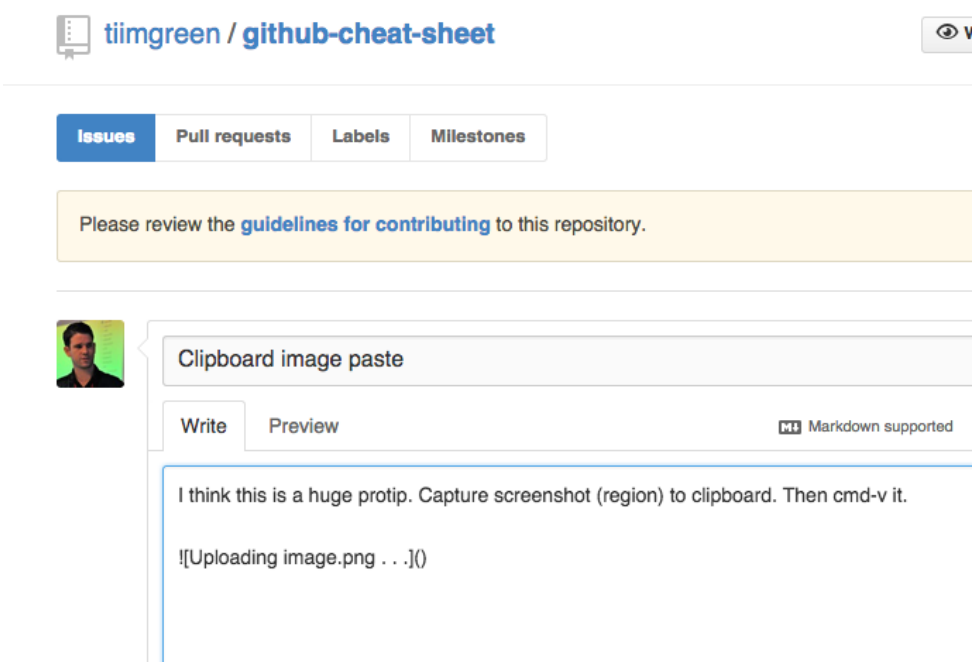 tiimgreen / github-cheat-sheet
Issues Pull requests Labels Milestones
Please review the guidelines for contributing to this repository.
Clipboard image paste
Write Preview Markdown supported
I think this is a huge protip. Capture screenshot (region) to clipboard. Then cmd-v it.
![Uploading image.png . . .]()